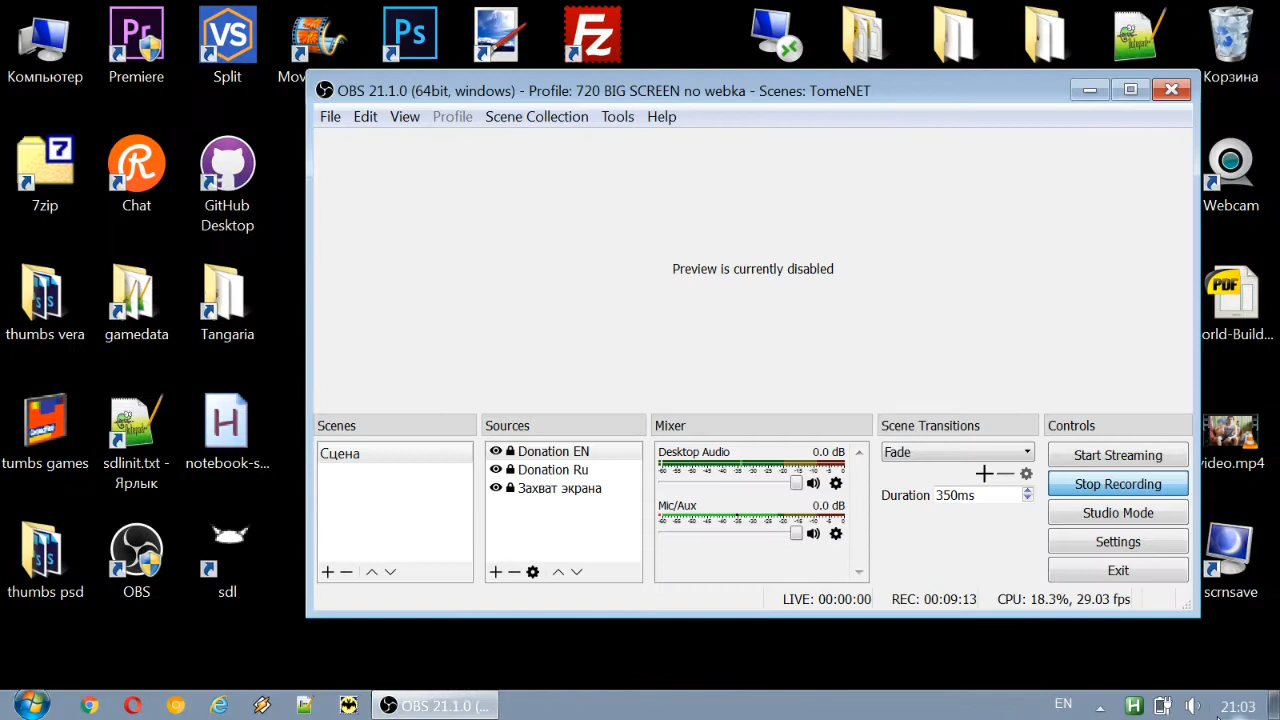 Компьютер
Premiere
Split
Mov
Корзина
7zip
Chat
GitHub
Desktop
Webcam
thumbs vera
gamedata
Tangaria
orld-Buil...
tumbs games
sdlinit.txt -
Ярлык
notebook-s...
video.mp4
thumbs psd
OBS
sdl
scrnsave
OBS 21.1.0 (64bit, windows) - Profile: 720 BIG SCREEN no webka - Scenes: TomeNET
File Edit View Profile Scene Collection Tools Help
Preview is currently disabled
Scenes
Сцена
Sources
Donation EN
Donation Ru
Захват экрана
Mixer
Desktop Audio 0.0 dB
Mic/Aux 0.0 dB
Scene Transitions
Fade
Duration 350ms
Controls
Start Streaming
Stop Recording
Studio Mode
Settings
Exit
LIVE: 00:00:00 REC: 00:09:13 CPU: 18.3%, 29.03 fps
OBS 21.1.0 (...
EN
21:03